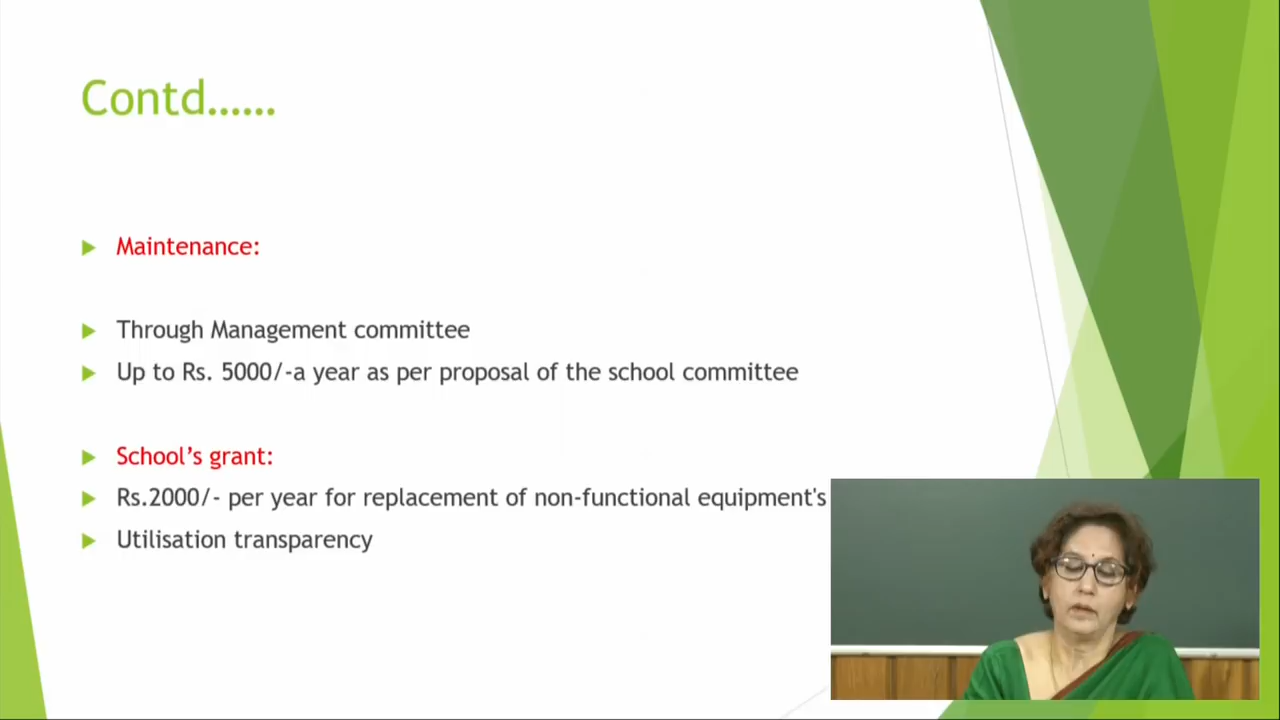 Contd......
Maintenance:
Through Management committee
Up to Rs. 5000/-a year as per proposal of the school committee
School’s grant:
Rs.2000/- per year for replacement of non-functional equipment's
Utilisation transparency